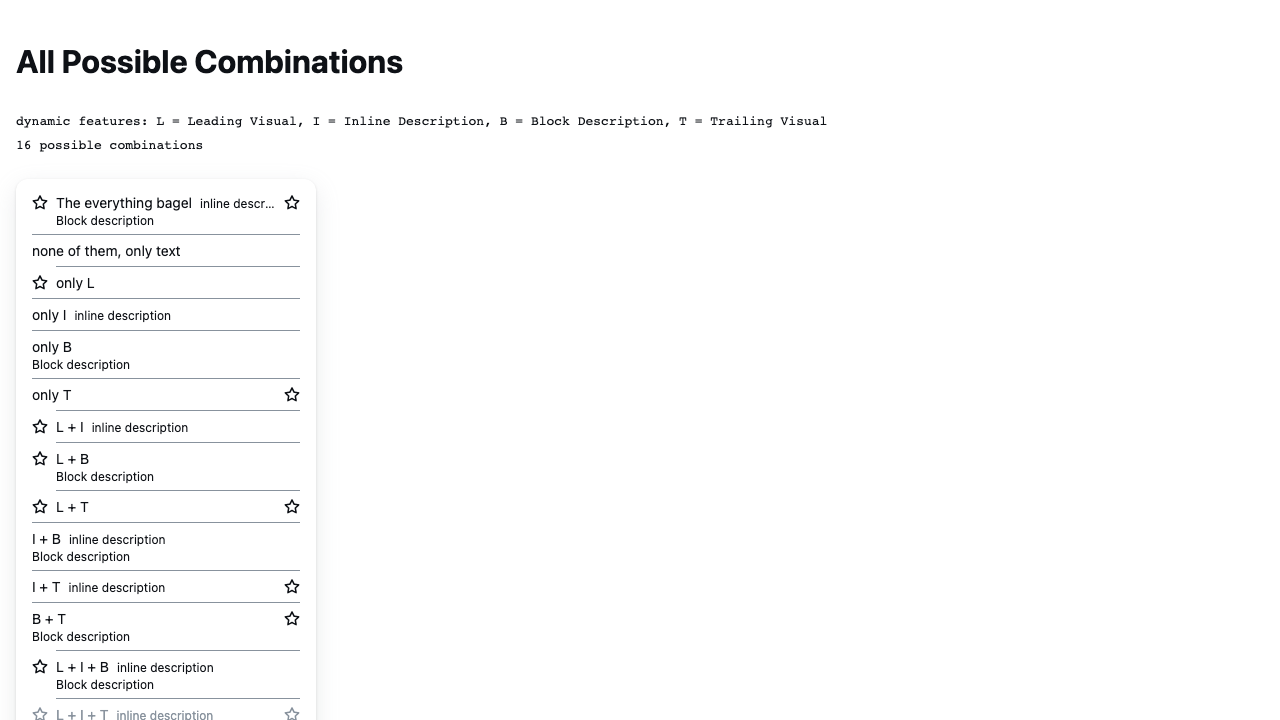 All Possible Combinations
dynamic features: L = Leading Visual, I = Inline Description, B = Block Description, T = Trailing Visual
16 possible combinations
The everything bagel inline descr...
Block description
none of them, only text
only L
only I inline description
only B
Block description
only T
L + I inline description
L + B
Block description
L + T
I + B inline description
Block description
I + T inline description
B + T
Block description
L + I + B inline description
Block description
L + I + T inline description